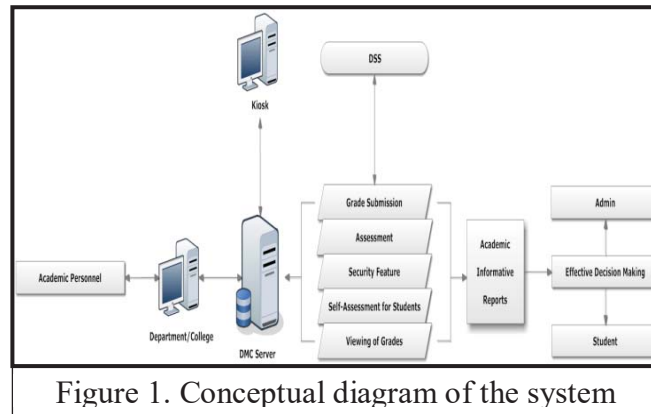 Kiosk
DSS
Grade Submission
Assessment
Security Feature
Self-Assessment for Students
Viewing of Grades
Academic Personnel
Department/College
DMC Server
Academic
Informative
Reports
Admin
Effective Decision Making
Student
Figure 1. Conceptual diagram of the system